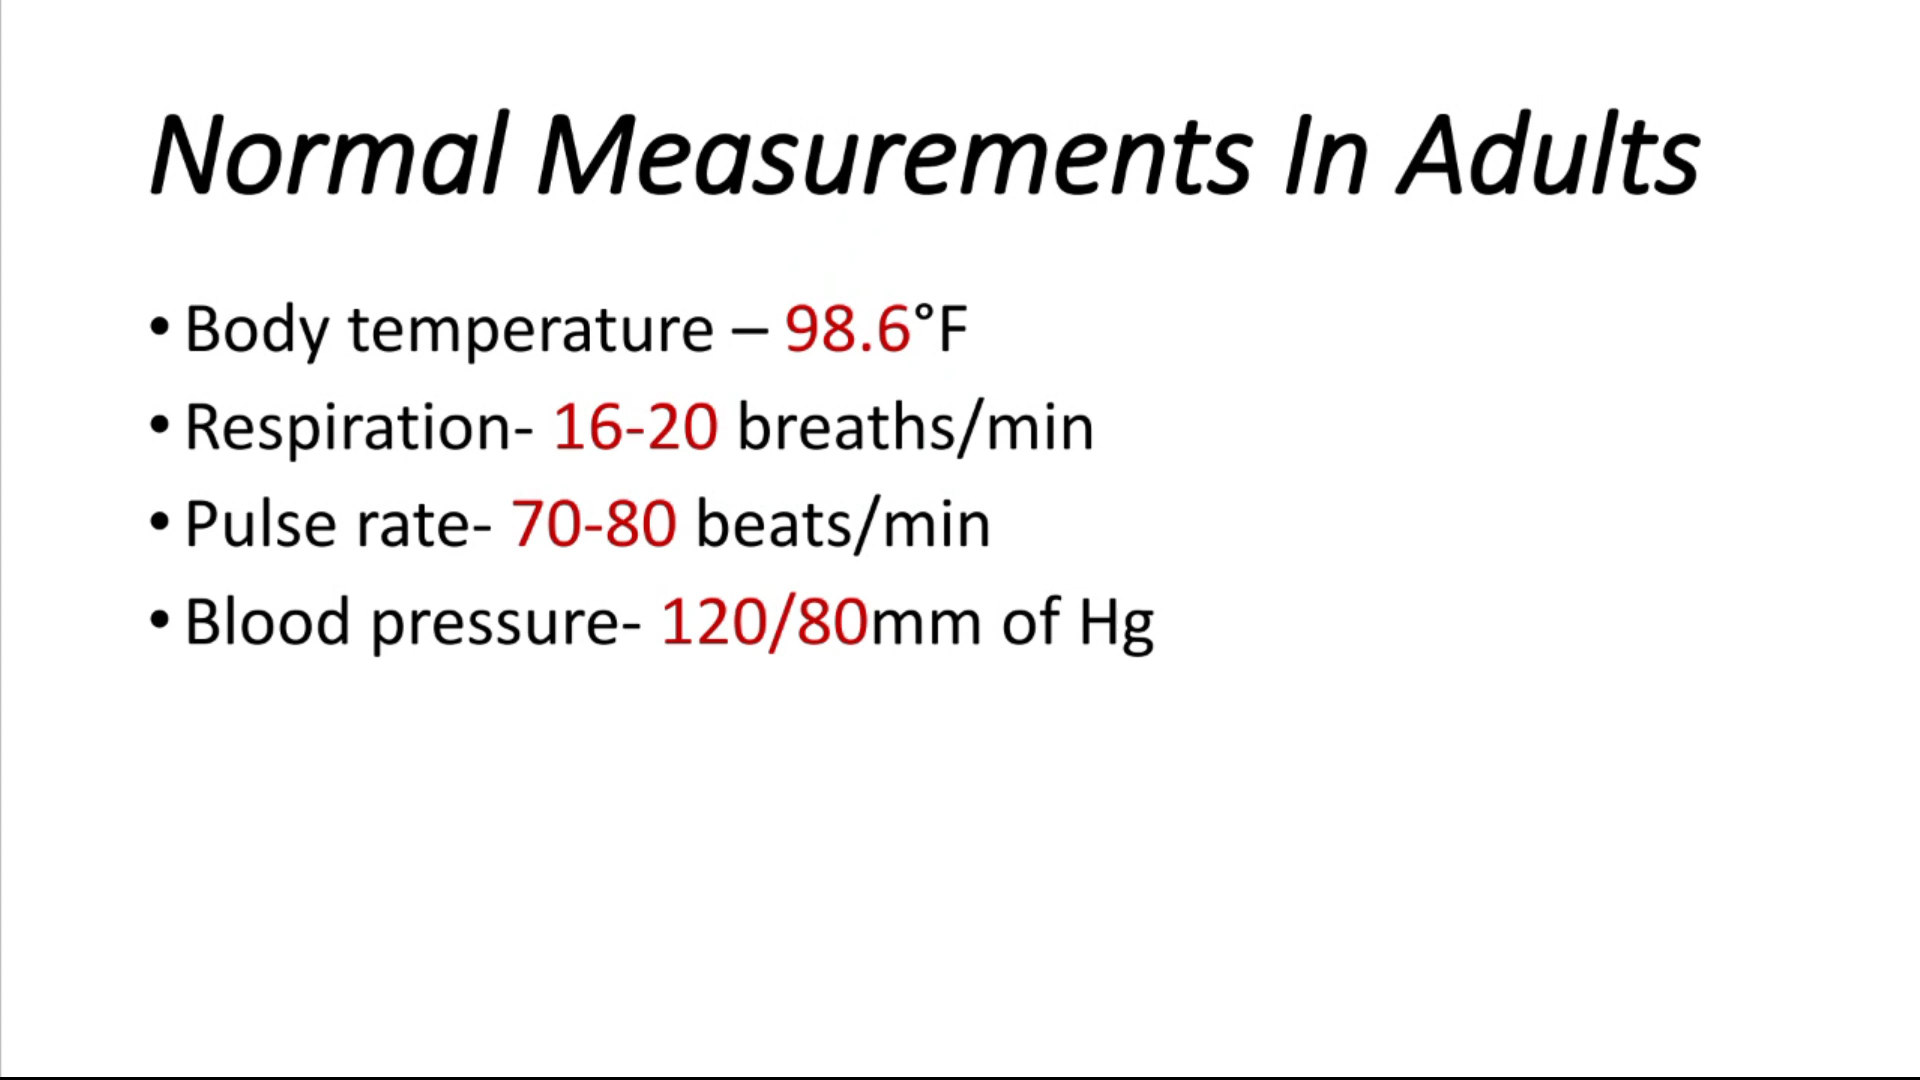 Normal Measurements In Adults
• Body temperature – 98.6°F
• Respiration- 16-20 breaths/min
• Pulse rate- 70-80 beats/min
• Blood pressure- 120/80mm of Hg